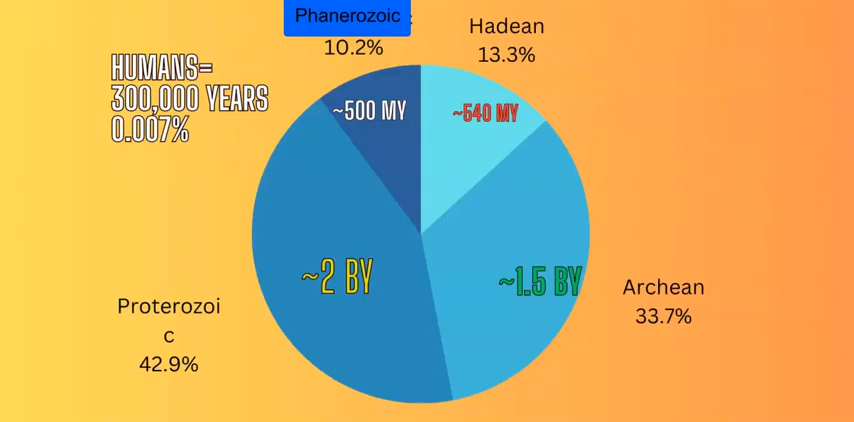 Phanerozoic
10.2%
Hadean
13.3%
HUMANS=
300,000 YEARS
0.007%
~500 MY
~540 MY
~2 BY
~1.5 BY
Archean
33.7%
Proterozoi
c
42.9%